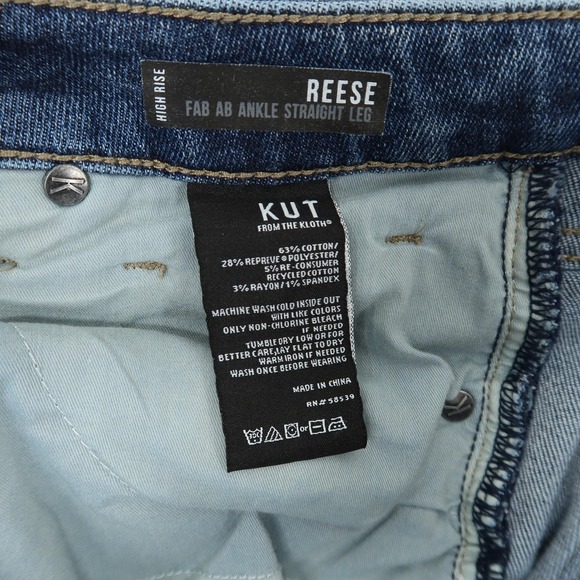 HIGH RISE
REESE
FAB AB ANKLE STRAIGHT LEG
K
KUT
FROM THE KLOTH®
63% COTTON/
28% REPREVE® POLYESTER/
5% RE-CONSUMER
RECYCLED COTTON
3% RAYON/1% SPANDEX
MACHINE WASH COLD INSIDE OUT
WITH LIKE COLORS
ONLY NON-CHLORINE BLEACH
IF NEEDED
TUMBLE DRY LOW FOR
BETTER CARE,LAY FLAT TO DRY
WARM IRON IF NEEDED
WASH ONCE BEFORE WEARING
MADE IN CHINA
RN# 58539
or
K